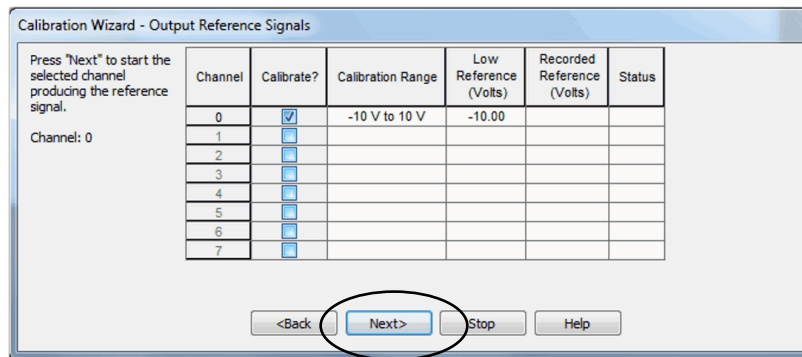 Calibration Wizard - Output Reference Signals
Press "Next" to start the
selected channel
producing the reference
signal.
Channel: 0
Channel Calibrate? Calibration Range Low Reference (Volts) Recorded Reference (Volts) Status
0 -10 V to 10 V -10.00
1
2
3
4
5
6
7
<Back Next> Stop Help